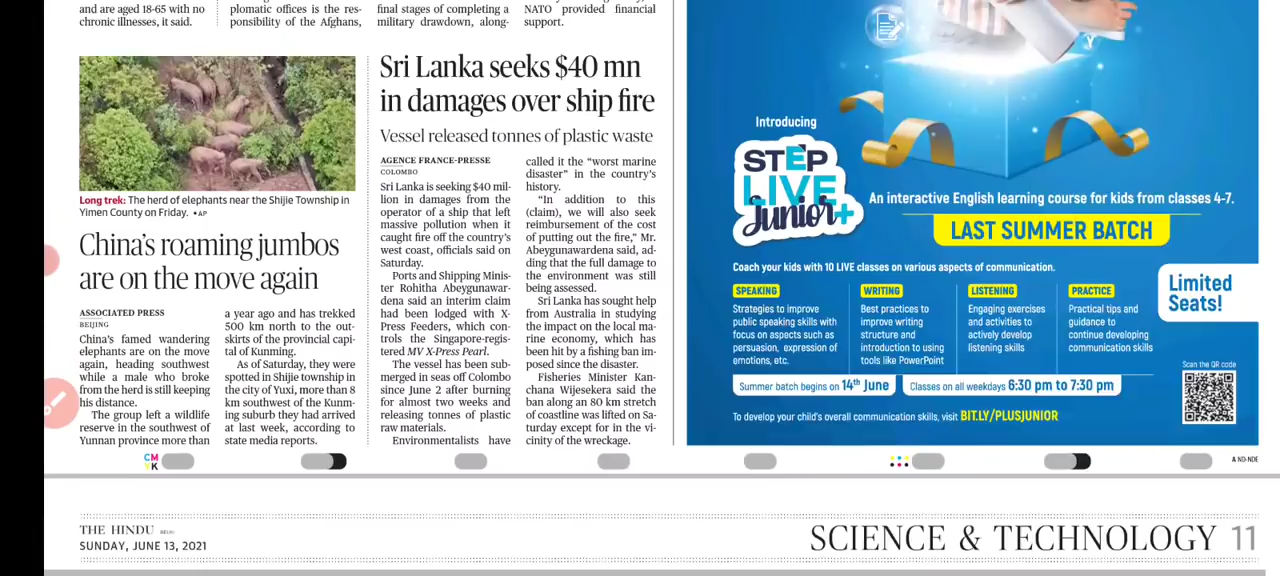 and are aged 18-65 with no
chronic illnesses, it said.
plomatic offices is the res-
ponsibility of the Afghans,
final stages of completing a
military drawdown, along-
NATO provided financial
support.
Long trek: The herd of elephants near the Shijie Township in
Yimen County on Friday. •AP
China's roaming jumbos
are on the move again
ASSOCIATED PRESS
BEIJING
China's famed wandering
elephants are on the move
again, heading southwest
while a male who broke
from the herd is still keeping
his distance.
The group left a wildlife
reserve in the southwest of
Yunnan province more than
a year ago and has trekked
500 km north to the out-
skirts of the provincial capi-
tal of Kunming.
As of Saturday, they were
spotted in Shijie township in
the city of Yuxi, more than 8
km southwest of the Kunm-
ing suburb they had arrived
at last week, according to
state media reports.
Sri Lanka seeks $40 mn
in damages over ship fire
Vessel released tonnes of plastic waste
AGENCE FRANCE-PRESSE
COLOMBO
Sri Lanka is seeking $40 mil-
lion in damages from the
operator of a ship that left
massive pollution when it
caught fire off the country's
west coast, officials said on
Saturday.
Ports and Shipping Minis-
ter Rohitha Abeygunawar-
dena said an interim claim
had been lodged with X-
Press Feeders, which con-
trols the Singapore-regis-
tered MV X-Press Pearl.
The vessel has been sub-
merged in seas off Colombo
since June 2 after burning
for almost two weeks and
releasing tonnes of plastic
raw materials.
Environmentalists have
called it the "worst marine
disaster" in the country's
history.
"In addition to this
(claim), we will also seek
reimbursement of the cost
of putting out the fire," Mr.
Abeygunawardena said, ad-
ding that the full damage to
the environment was still
being assessed.
Sri Lanka has sought help
from Australia in studying
the impact on the local ma-
rine economy, which has
been hit by a fishing ban im-
posed since the disaster.
Fisheries Minister Kan-
chana Wijesekera said the
ban along an 80 km stretch
of coastline was lifted on Sa-
turday except for in the vi-
cinity of the wreckage.
Introducing
STEP
LIVE
Junior+
An interactive English learning course for kids from classes 4-7.
LAST SUMMER BATCH
Coach your kids with 10 LIVE classes on various aspects of communication.
Limited
Seats!
SPEAKING
Strategies to improve
public speaking skills with
focus on aspects such as
persuasion, expression of
emotions, etc.
WRITING
Best practices to
improve writing
structure and
introduction to using
tools like PowerPoint
LISTENING
Engaging exercises
and activities to
actively develop
listening skills
PRACTICE
Practical tips and
guidance to
continue developing
communication skills
Scan the QR code
Summer batch begins on 14th June
Classes on all weekdays 6:30 pm to 7:30 pm
To develop your child's overall communication skills, visit BIT.LY/PLUSJUNIOR
CM
YK
A ND-NDE
THE HINDU
SUNDAY, JUNE 13, 2021
SCIENCE & TECHNOLOGY 11